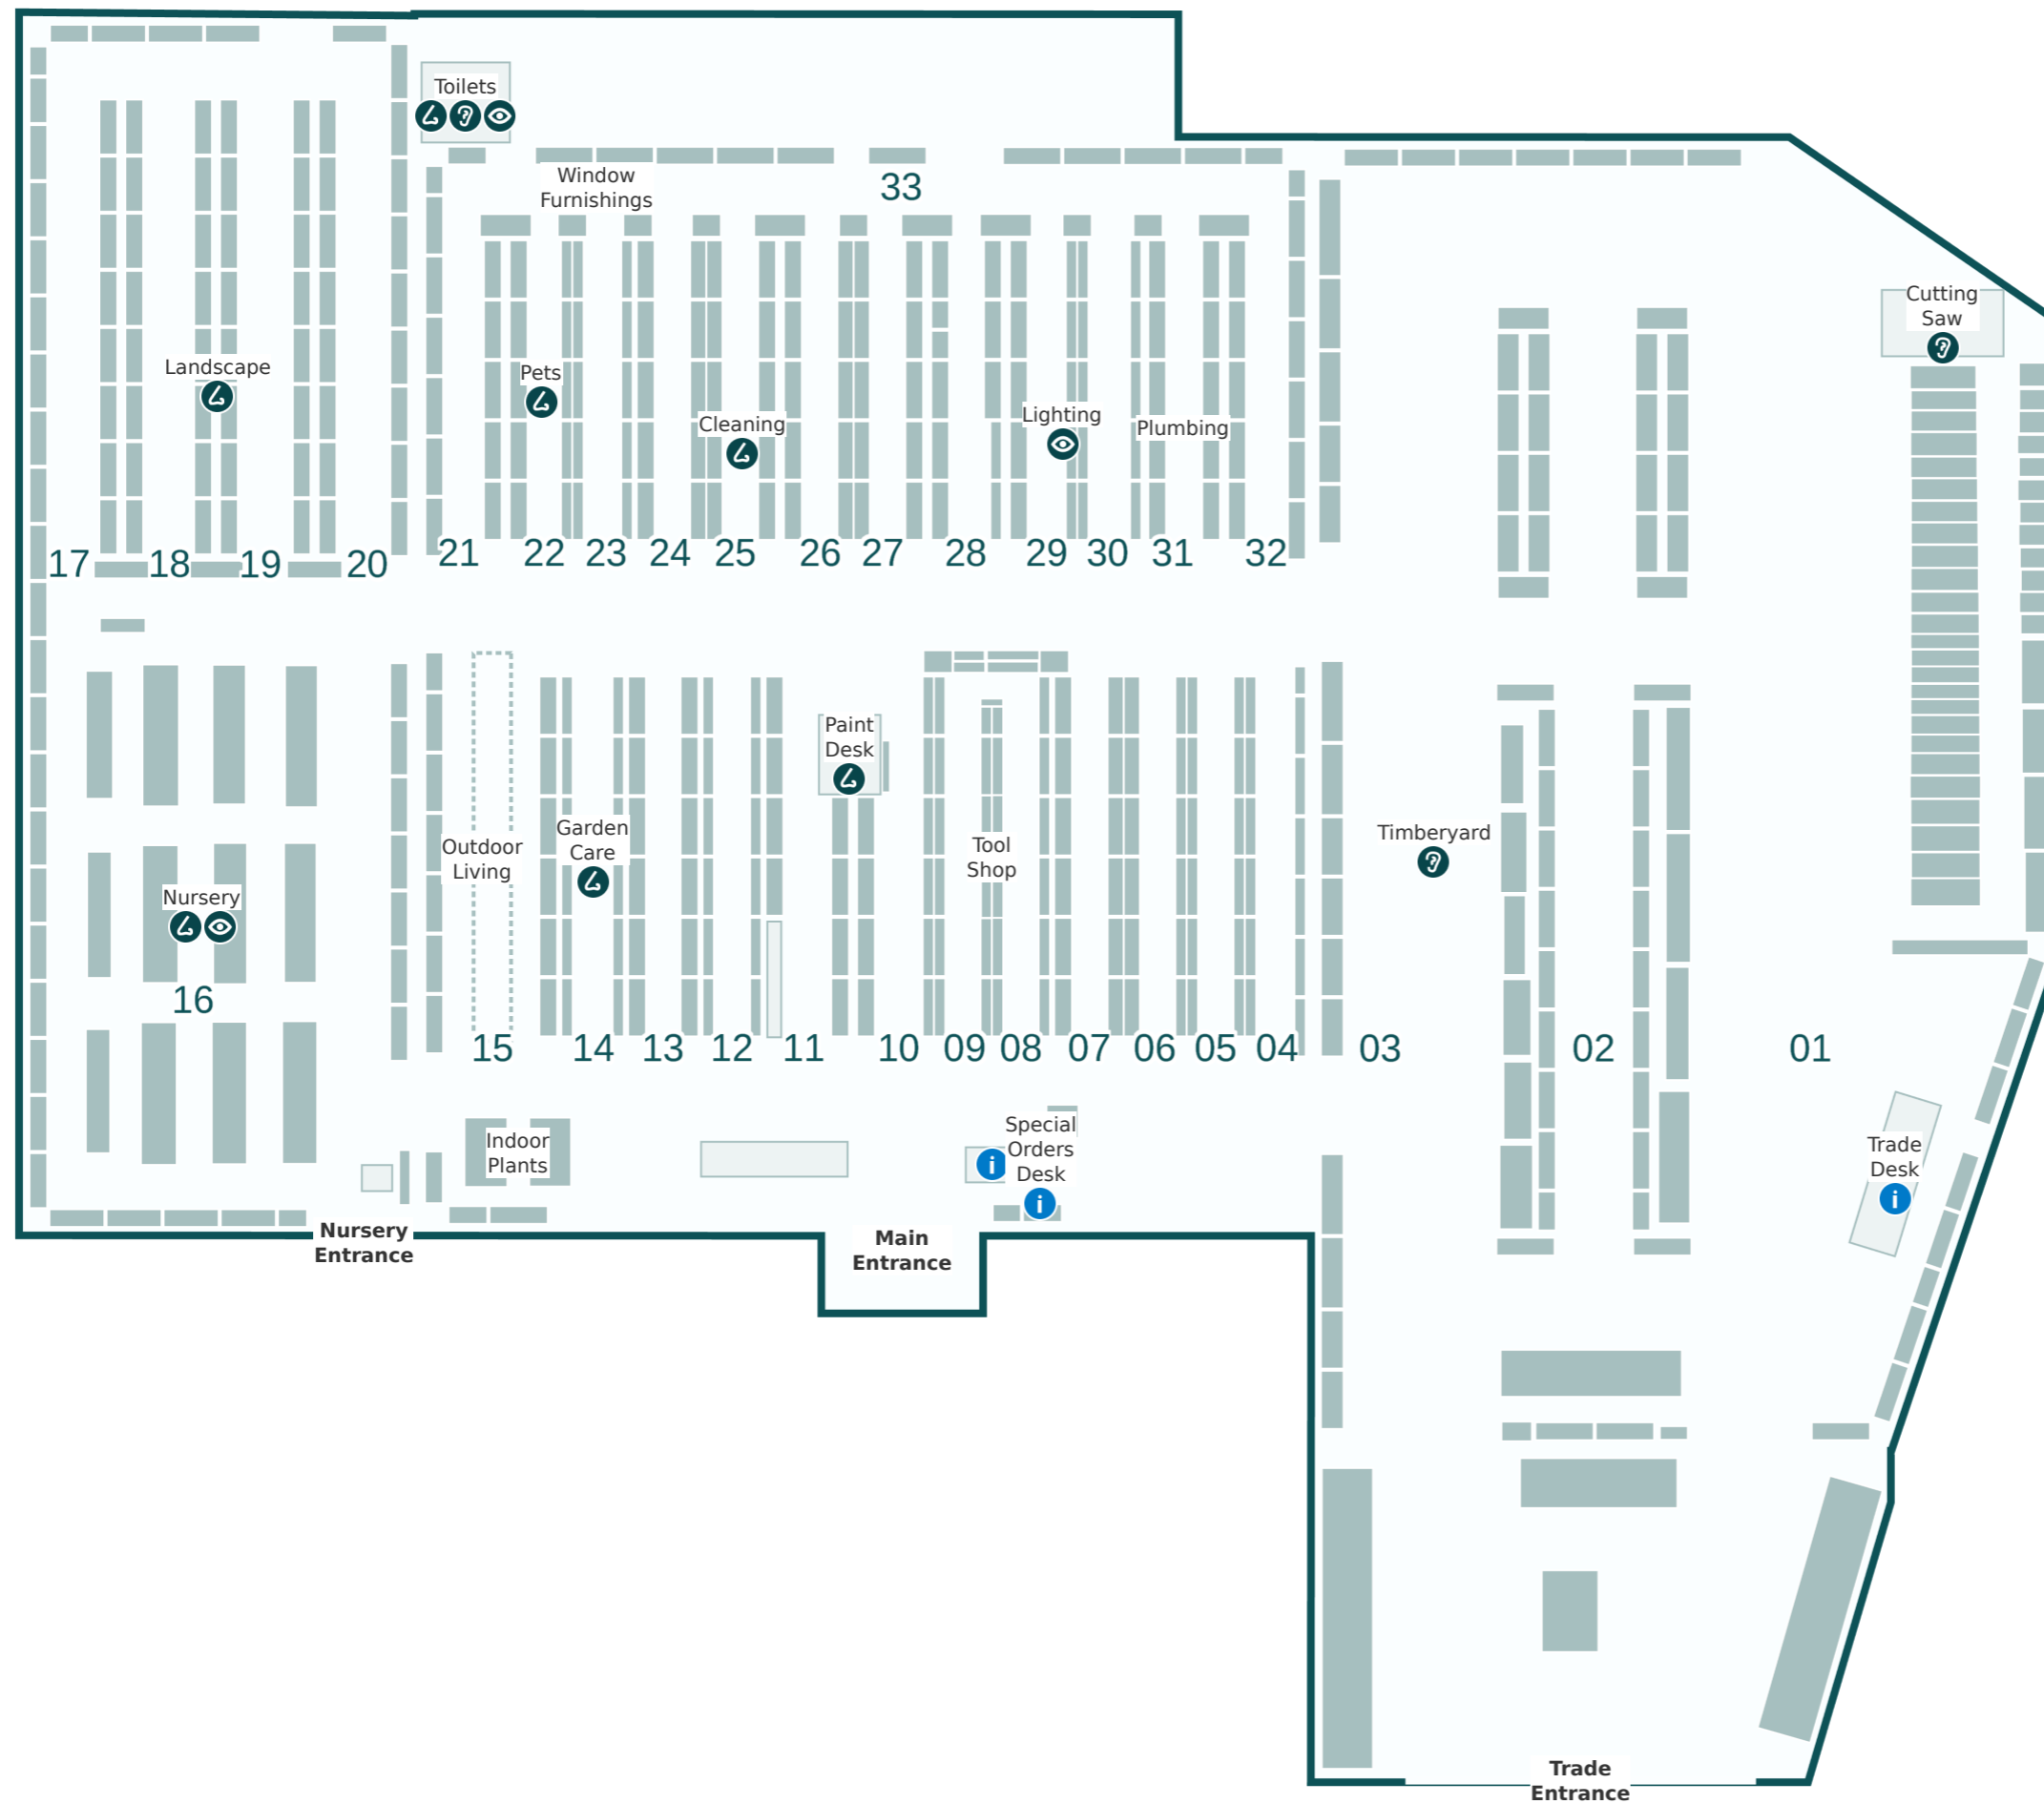 Toilets
Window
Furnishings
33
Cutting
Saw
Landscape
Pets
Cleaning
Lighting
Plumbing
17
18
19
20
21
22
23
24
25
26
27
28
29
30
31
32
Paint
Desk
Outdoor
Living
Garden
Care
Tool
Shop
Timberyard
Nursery
16
15
14
13
12
11
10
09
08
07
06
05
04
03
02
01
Indoor
Plants
i
Special
Orders
Desk
i
Trade
Desk
i
Nursery
Entrance
Main
Entrance
Trade
Entrance